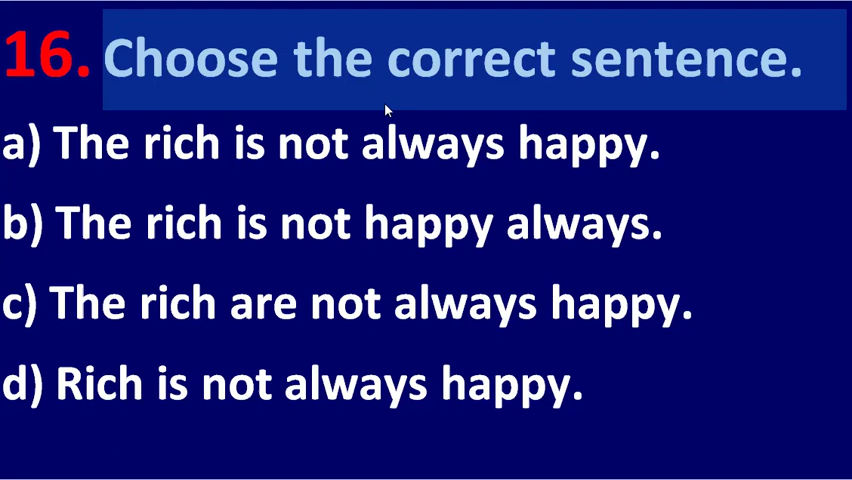 16. Choose the correct sentence.
a) The rich is not always happy.
b) The rich is not happy always.
c) The rich are not always happy.
d) Rich is not always happy.